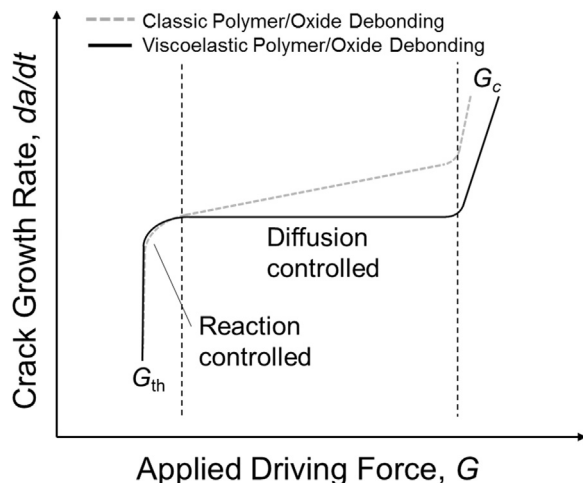 Classic Polymer/Oxide Debonding
Viscoelastic Polymer/Oxide Debonding
Crack Growth Rate, da/dt
G_c
Diffusion
controlled
Reaction
controlled
G_th
Applied Driving Force, G